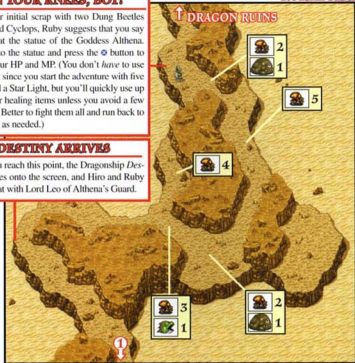 N YOUR KNEES, BOY!
r initial scrap with two Dung Beetles
d Cyclops, Ruby suggests that you say
at the statue of the Goddess Althena.
to the statue and press the button to
ur HP and MP. (You don't have to use
since you start the adventure with five
d a Star Light, but you'll quickly use up
r healing items unless you avoid a few
Better to fight them all and run back to
as needed.)
DESTINY ARRIVES
reach this point, the Dragonship Des-
es onto the screen, and Hiro and Ruby
at with Lord Leo of Althena's Guard.
DRAGON RUINS
2
1
5
4
3
1
2
1
1